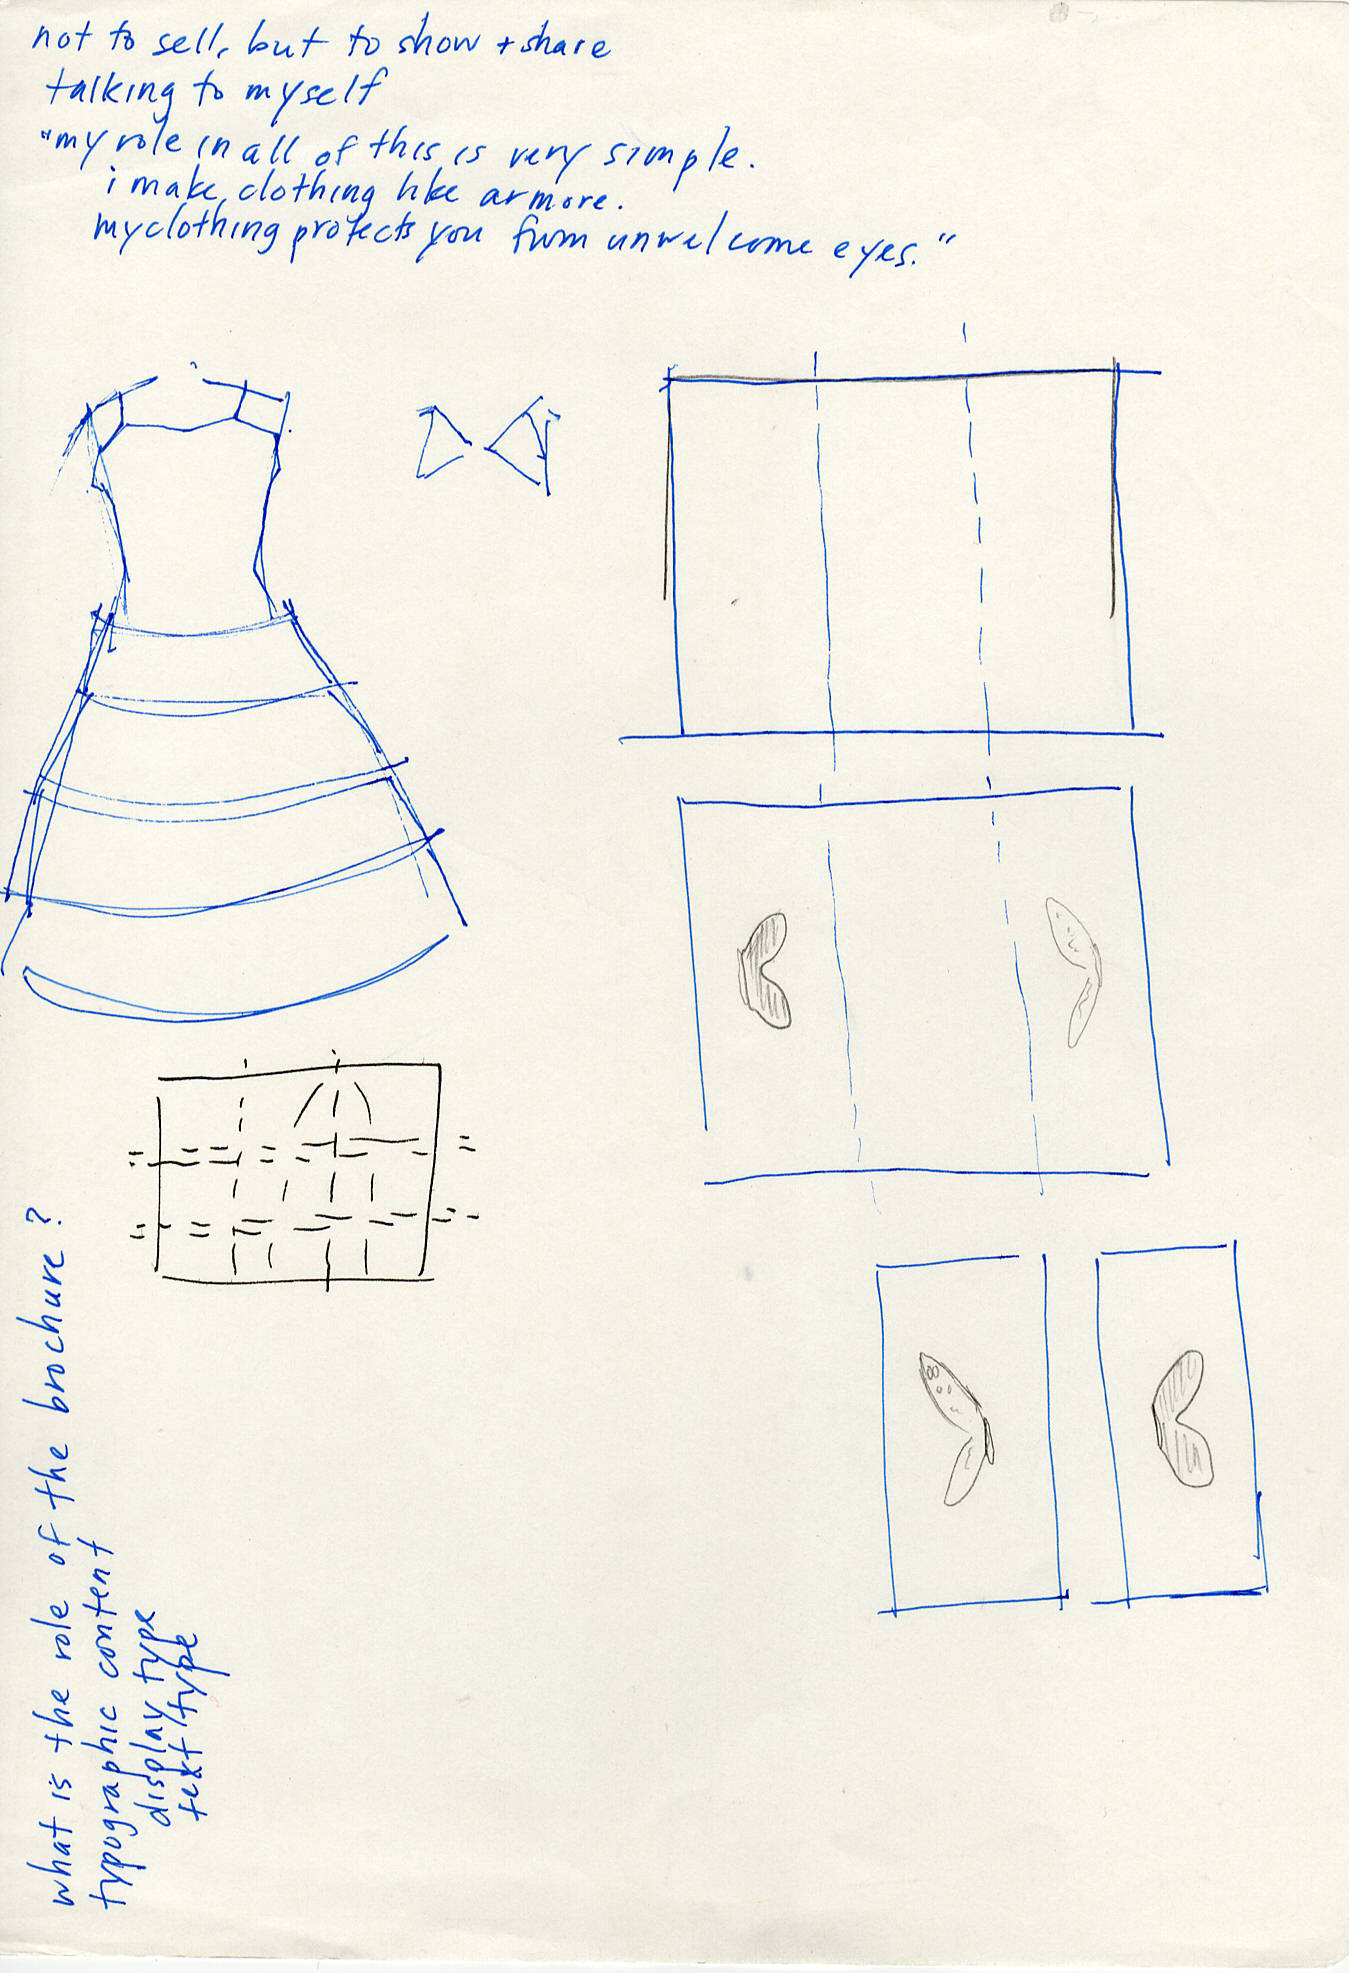 not to sell, but to show + share
talking to myself
"my role in all of this is very simple.
i make clothing like armore.
my clothing protects you from unwelcome eyes."
what is the role of the brochure?
typographic content
display type
text/type